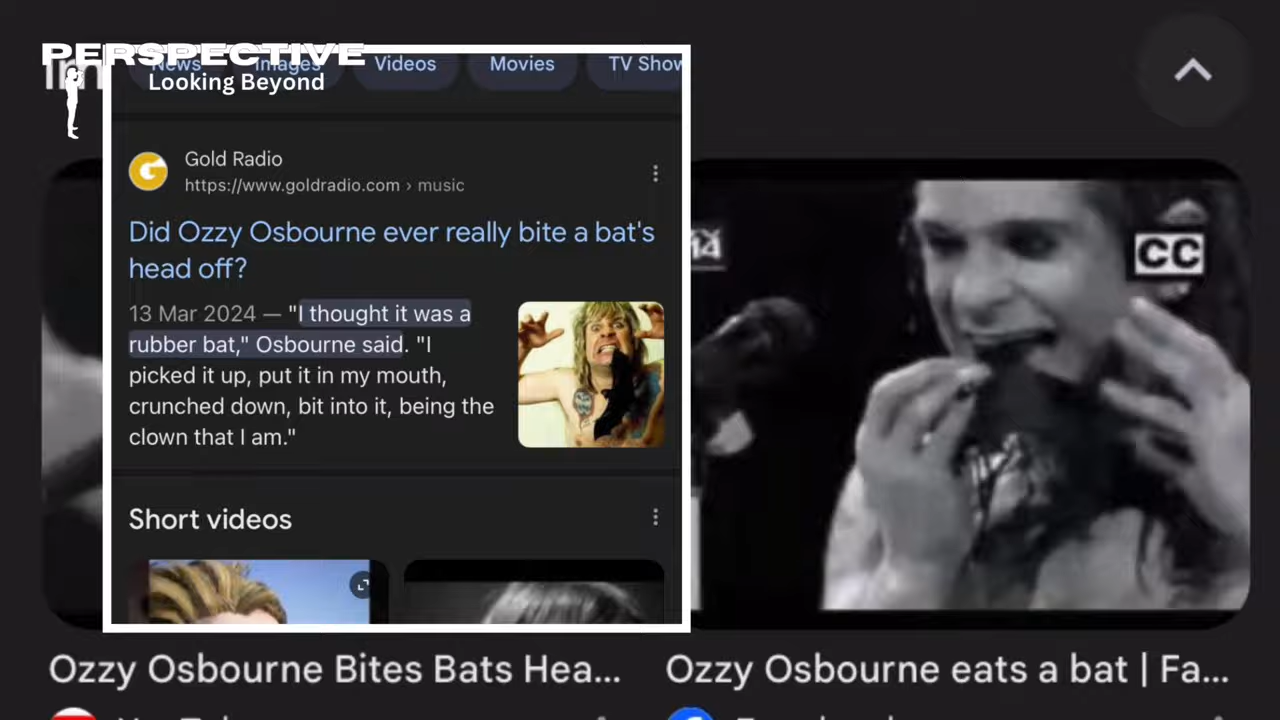 PERSPECTIVE
Looking Beyond
Im
News Images Videos Movies TV Show
Gold Radio
https://www.goldradio.com › music
Did Ozzy Osbourne ever really bite a bat's
head off?
13 Mar 2024 — "I thought it was a
rubber bat," Osbourne said. "I
picked it up, put it in my mouth,
crunched down, bit into it, being the
clown that I am."
Short videos
CC
Ozzy Osbourne Bites Bats Hea...
Ozzy Osbourne eats a bat | Fa...